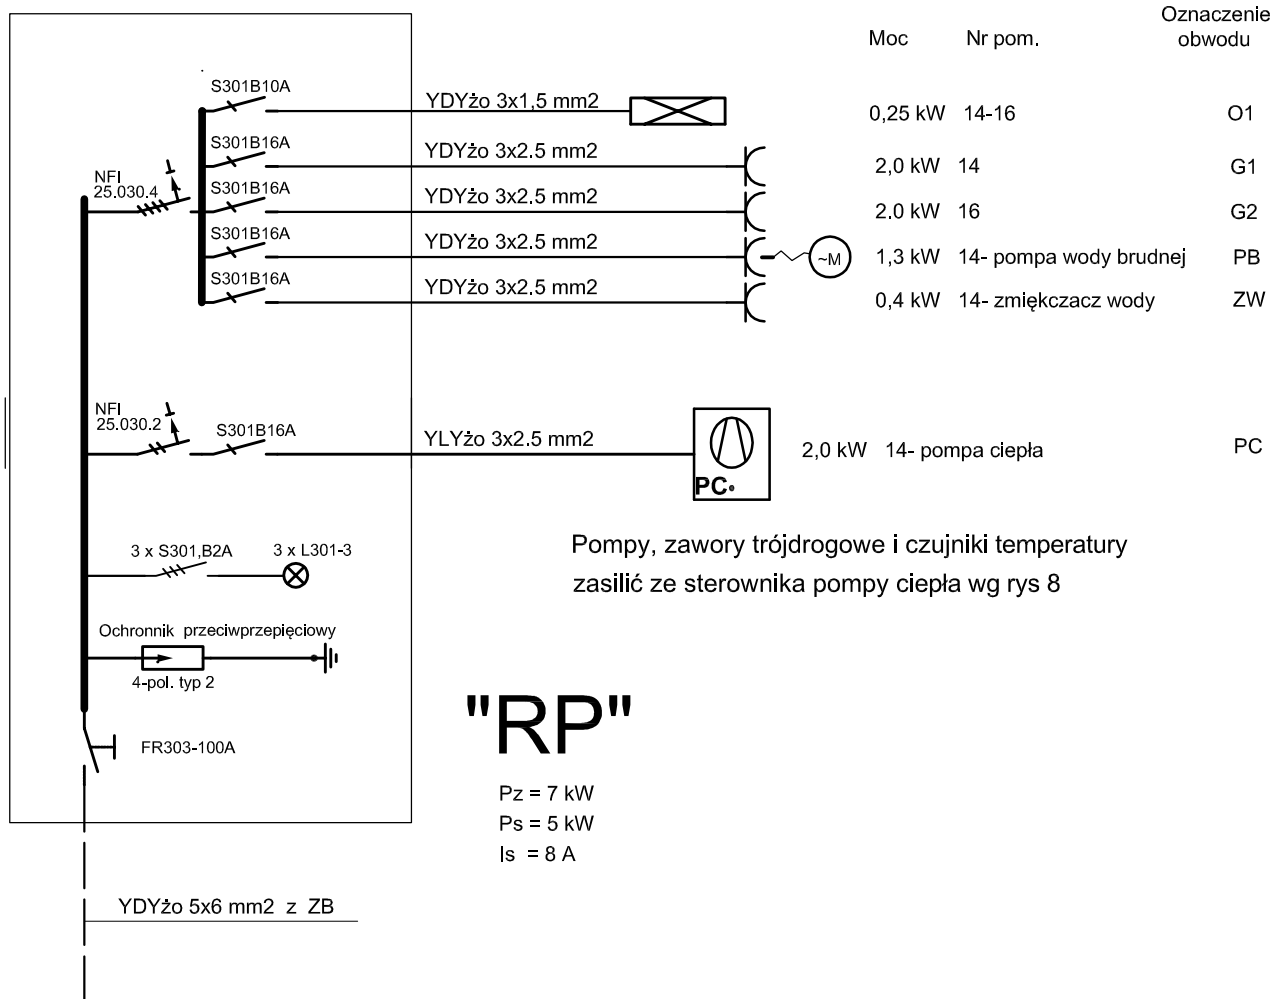 Oznaczenie
Moc Nr pom. obwodu
S301B10A YDYżo 3x1,5 mm2 0,25 kW 14-16 O1
S301B16A YDYżo 3x2.5 mm2 2,0 kW 14 G1
NFI
25.030.4
S301B16A YDYżo 3x2.5 mm2 2.0 kW 16 G2
S301B16A YDYżo 3x2.5 mm2 ~M 1,3 kW 14- pompa wody brudnej PB
S301B16A YDYżo 3x2.5 mm2 0,4 kW 14- zmiękczacz wody ZW
NFI
25.030.2
S301B16A YLYżo 3x2.5 mm2 2,0 kW 14- pompa ciepła PC
PC
3 x S301,B2A 3 x L301-3
Pompy, zawory trójdrogowe i czujniki temperatury
zasilić ze sterownika pompy ciepła wg rys 8
Ochronnik przeciwprzepięciowy
4-pol. typ 2
"RP"
FR303-100A
Pz = 7 kW
Ps = 5 kW
Is = 8 A
YDYżo 5x6 mm2 z ZB